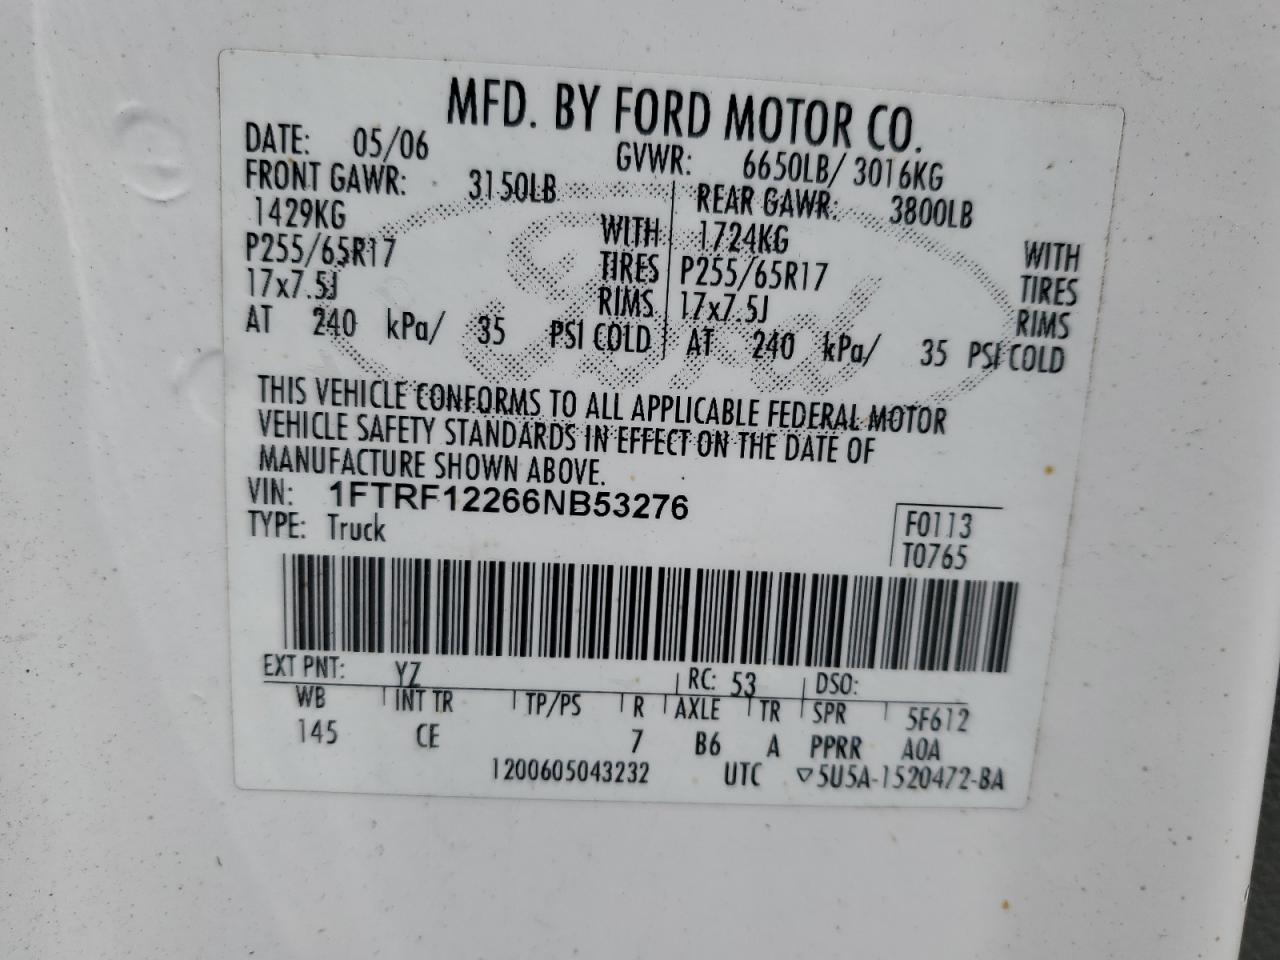 MFD. BY FORD MOTOR CO.
DATE: 05/06 GVWR: 6650LB/ 3016KG
FRONT GAWR: 3150LB REAR GAWR: 3800LB
1429KG WITH 1724KG WITH
P255/65R17 TIRES P255/65R17 TIRES
17x7.5J RIMS 17x7.5J RIMS
AT 240 kPa/ 35 PSI COLD AT 240 kPa/ 35 PSI COLD
THIS VEHICLE CONFORMS TO ALL APPLICABLE FEDERAL MOTOR
VEHICLE SAFETY STANDARDS IN EFFECT ON THE DATE OF
MANUFACTURE SHOWN ABOVE.
VIN: 1FTRF12266NB53276
TYPE: Truck
F0113
T0765
EXT PNT: YZ RC: 53 DSO:
WB INT TR TP/PS R AXLE TR SPR 5F612
145 CE 7 B6 A PPRR A0A
1200605043232 UTC ▽5U5A-1520472-BA
Ford